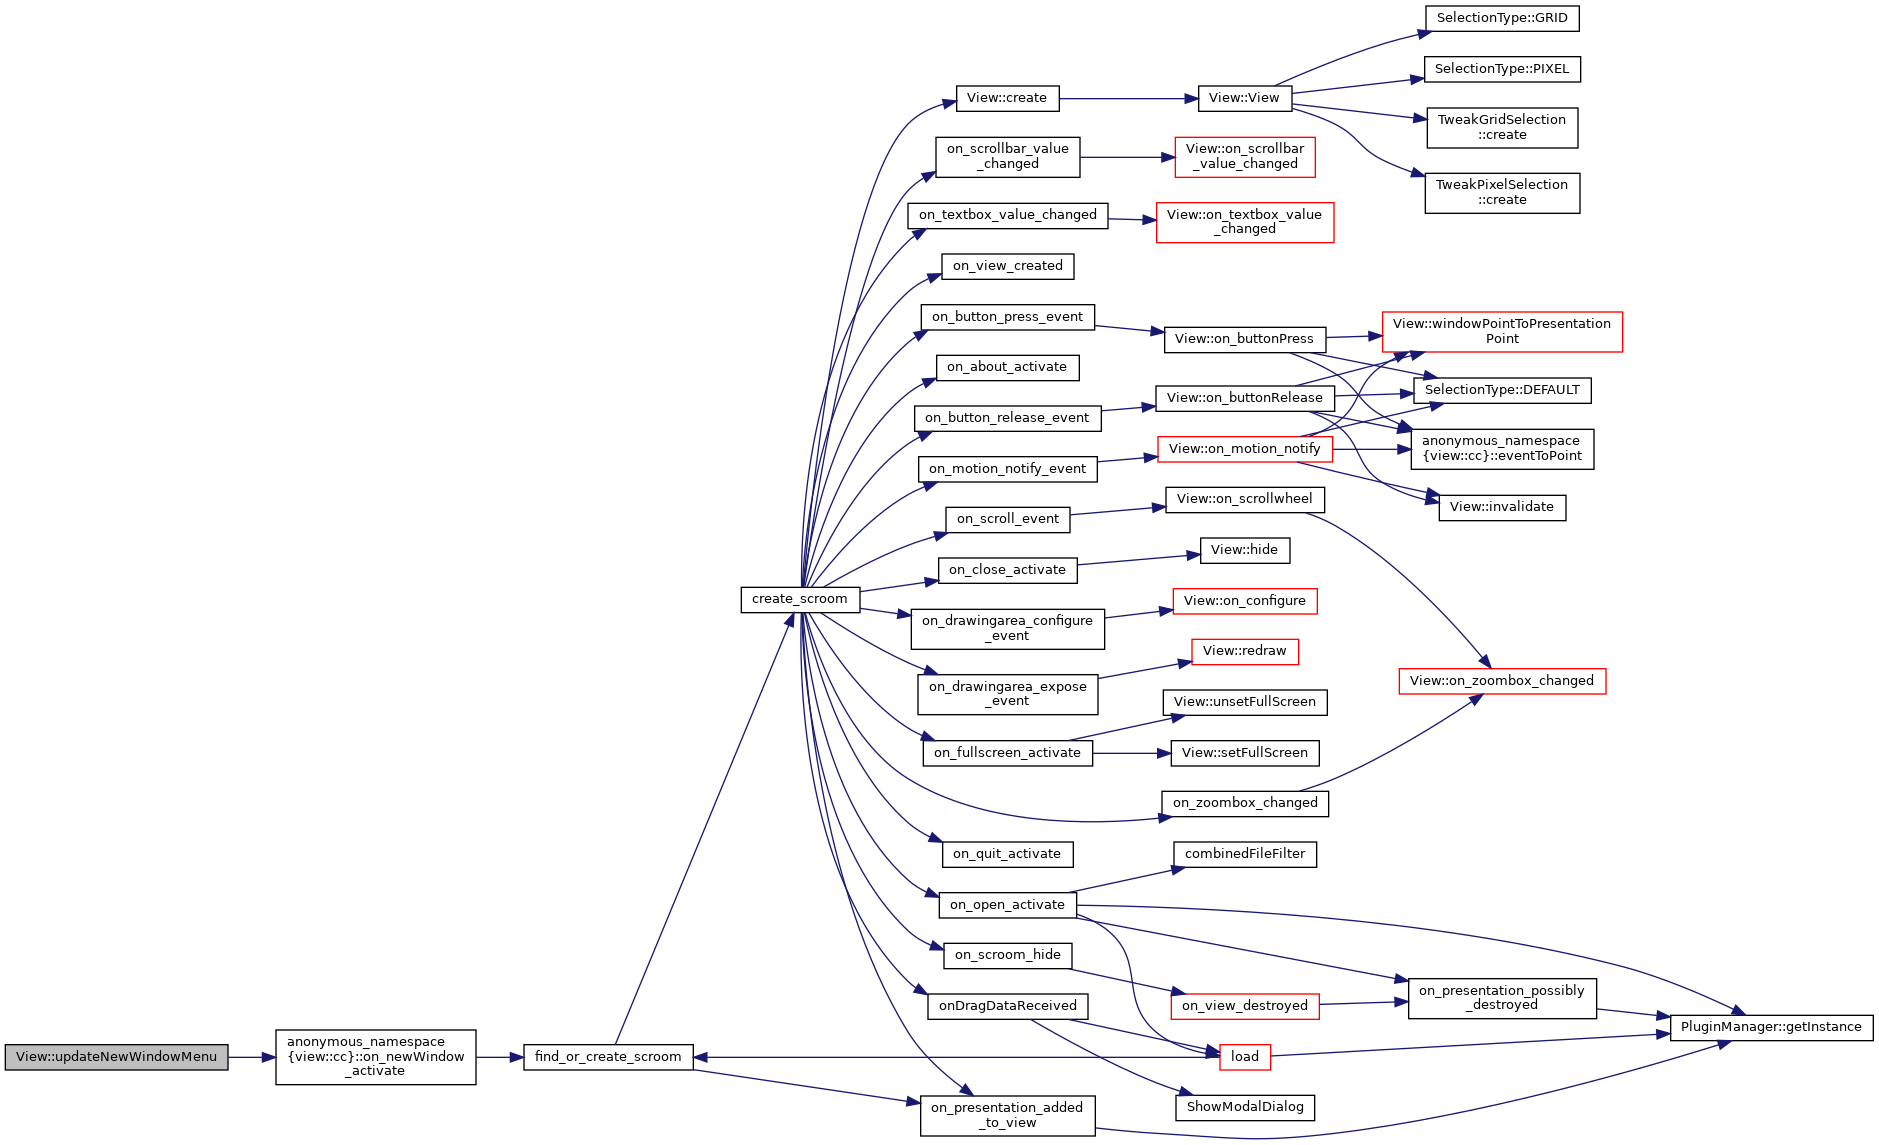 View::updateNewWindowMenu
anonymous_namespace
{view::cc}::on_newWindow
_activate
find_or_create_scroom
create_scroom
View::create
on_scrollbar_value
_changed
on_textbox_value_changed
on_view_created
on_button_press_event
on_about_activate
on_button_release_event
on_motion_notify_event
on_scroll_event
on_close_activate
on_drawingarea_configure
_event
on_drawingarea_expose
_event
on_fullscreen_activate
on_zoombox_changed
on_quit_activate
on_open_activate
on_scroom_hide
onDragDataReceived
on_presentation_added
_to_view
View::View
View::on_scrollbar
_value_changed
View::on_textbox_value
_changed
View::on_buttonPress
View::on_buttonRelease
View::on_motion_notify
View::on_scrollwheel
View::hide
View::on_configure
View::redraw
View::unsetFullScreen
View::setFullScreen
combinedFileFilter
on_view_destroyed
load
ShowModalDialog
SelectionType::GRID
SelectionType::PIXEL
TweakGridSelection
::create
TweakPixelSelection
::create
View::windowPointToPresentation
Point
SelectionType::DEFAULT
anonymous_namespace
{view::cc}::eventToPoint
View::invalidate
View::on_zoombox_changed
on_presentation_possibly
_destroyed
PluginManager::getInstance